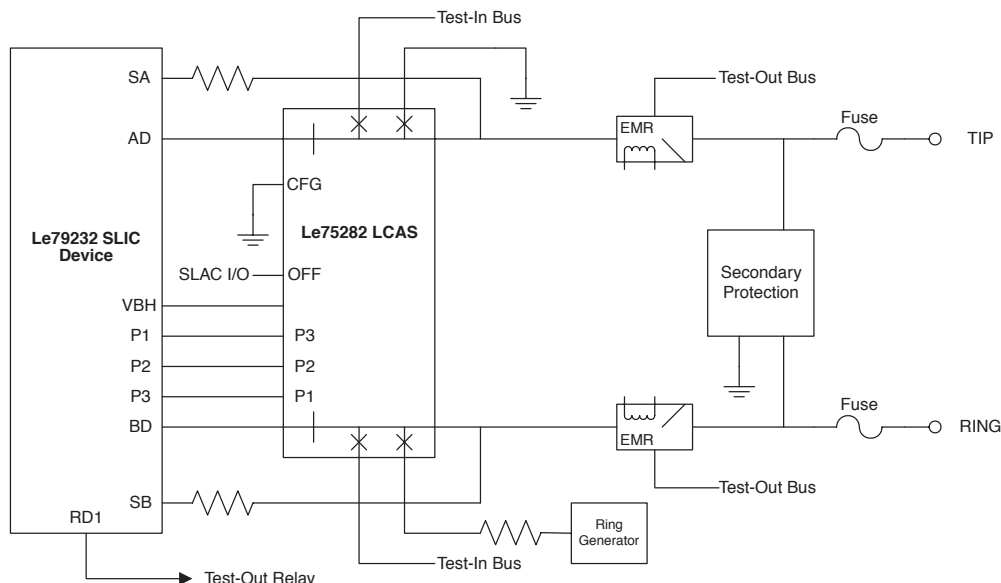 Test-In Bus
SA
Test-Out Bus
EMR
Fuse
AD
TIP
CFG
Le79232 SLIC
Device
Le75282 LCAS
SLAC I/O
OFF
Secondary
Protection
VBH
P1
P3
P2
P2
P3
P1
Fuse
BD
RING
EMR
Test-Out Bus
SB
RD1
Ring
Generator
Test-In Bus
Test-Out Relay